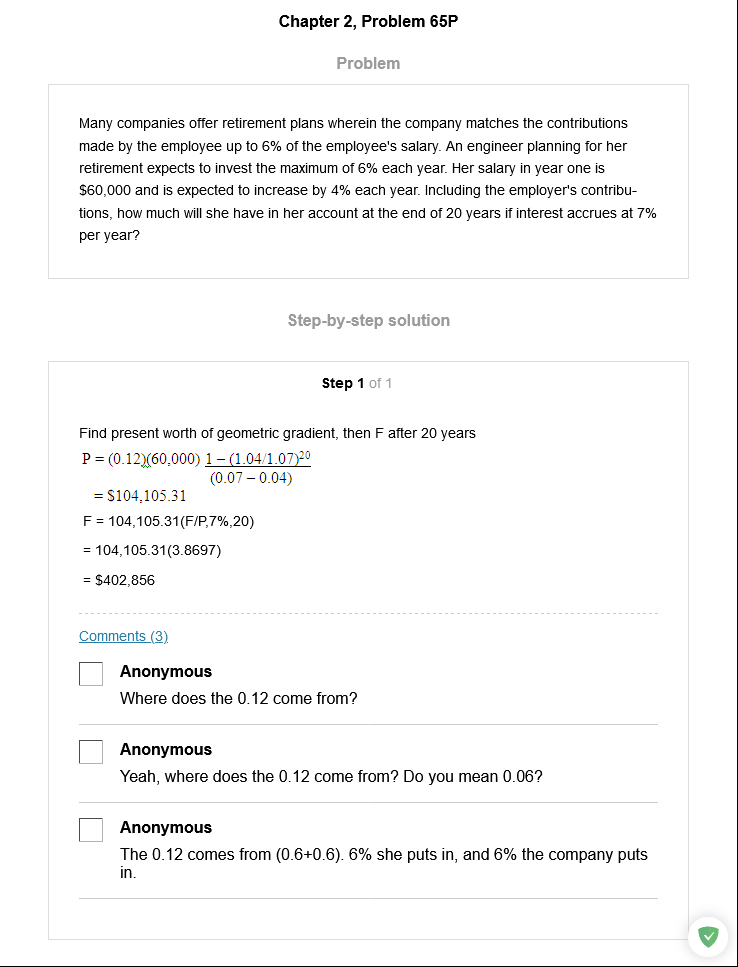 Chapter 2, Problem 65P
Problem
Many companies offer retirement plans wherein the company matches the contributions
made by the employee up to 6% of the employee's salary. An engineer planning for her
retirement expects to invest the maximum of 6% each year. Her salary in year one is
$60,000 and is expected to increase by 4% each year. Including the employer's contribu-
tions, how much will she have in her account at the end of 20 years if interest accrues at 7%
per year?
Step-by-step solution
Step 1 of 1
Find present worth of geometric gradient, then F after 20 years
P = (0.12)(60,000) 1 – (1.04/1.07)²⁰
(0.07 – 0.04)
= $104,105.31
F = 104,105.31(F/P,7%,20)
= 104,105.31(3.8697)
= $402,856
Comments (3)
Anonymous
Where does the 0.12 come from?
Anonymous
Yeah, where does the 0.12 come from? Do you mean 0.06?
Anonymous
The 0.12 comes from (0.6+0.6). 6% she puts in, and 6% the company puts
in.